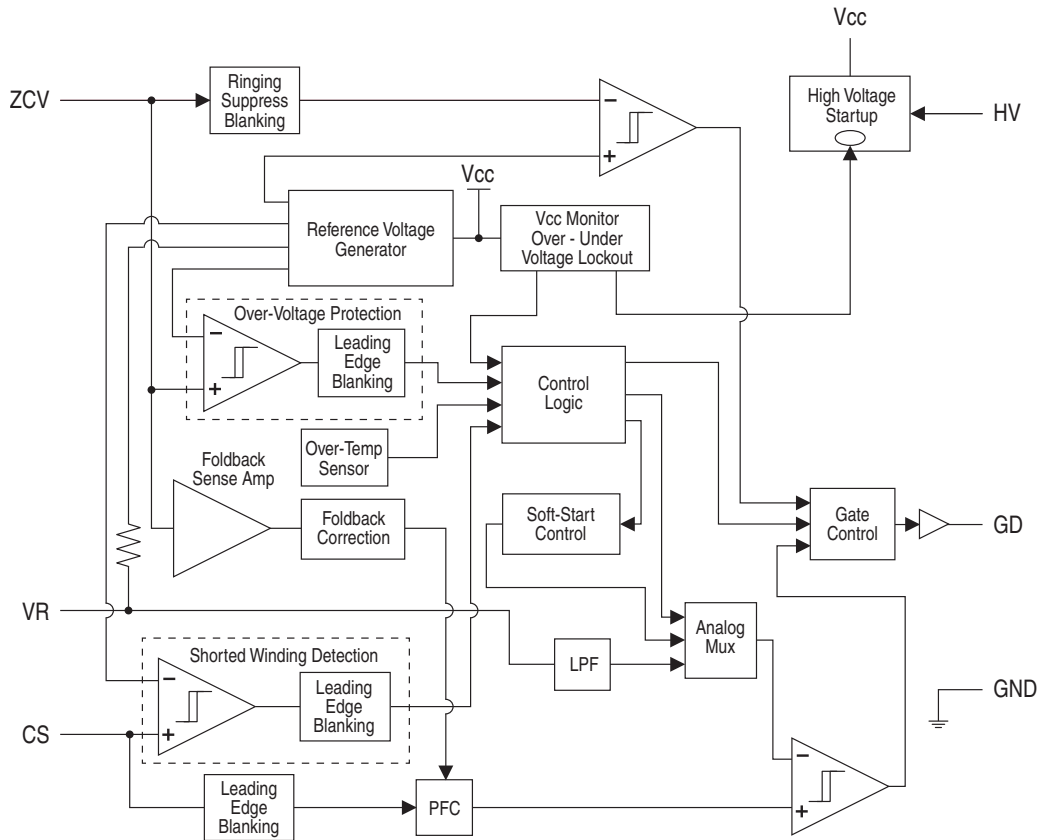 Vcc
ZCV
Ringing
Suppress
Blanking
−
+
High Voltage
Startup
HV
Vcc
Reference Voltage
Generator
Vcc Monitor
Over - Under
Voltage Lockout
Over-Voltage Protection
−
+
Leading
Edge
Blanking
Control
Logic
Over-Temp
Sensor
Foldback
Sense Amp
Foldback
Correction
Soft-Start
Control
Gate
Control
GD
VR
Analog
Mux
LPF
Shorted Winding Detection
−
+
Leading
Edge
Blanking
GND
CS
Leading
Edge
Blanking
PFC
−
+